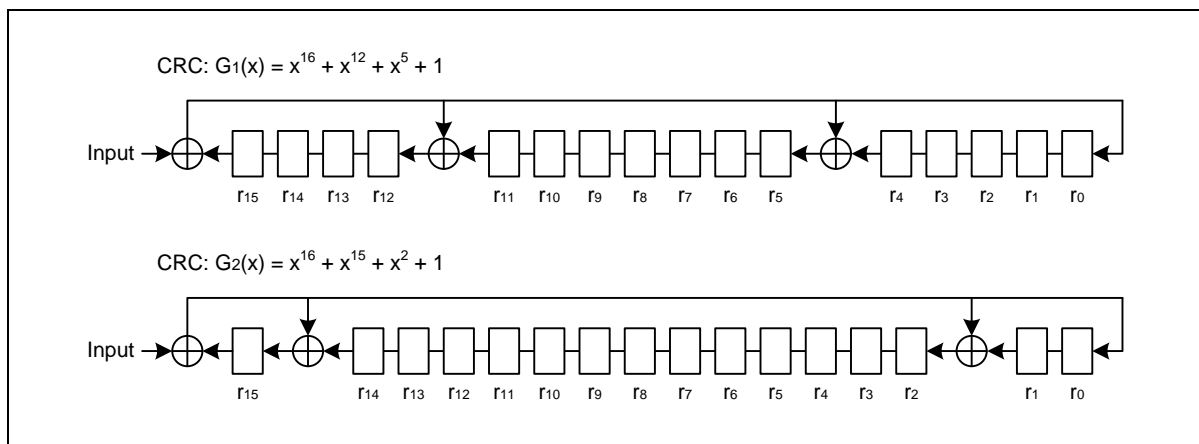 CRC: G1(x) = x16 + x12 + x5 + 1
Input
r15 r14 r13 r12 r11 r10 r9 r8 r7 r6 r5 r4 r3 r2 r1 r0
CRC: G2(x) = x16 + x15 + x2 + 1
Input
r15 r14 r13 r12 r11 r10 r9 r8 r7 r6 r5 r4 r3 r2 r1 r0